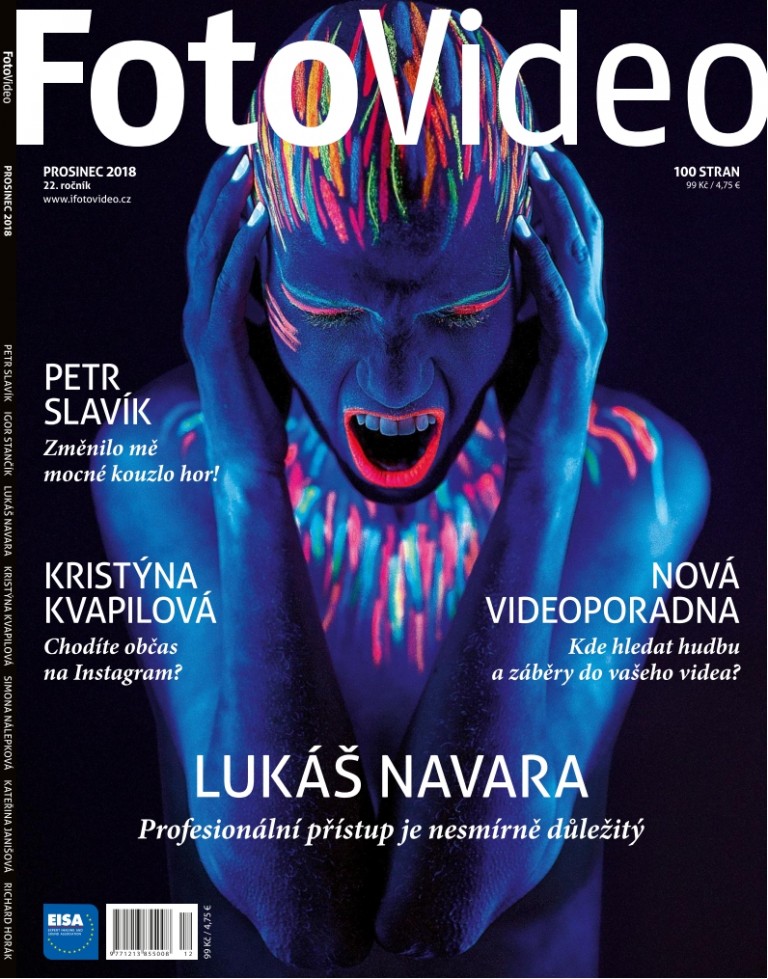 FotoVideo
PROSINEC 2018
22. ročník
www.ifotovideo.cz
100 STRAN
99 Kč / 4,75 €
PETR
SLAVÍK
Změnilo mě
mocné kouzlo hor!
KRISTÝNA
KVAPILOVÁ
Chodíte občas
na Instagram?
NOVÁ
VIDEOPORADNA
Kde hledat hudbu
a záběry do vašeho videa?
LUKÁŠ NAVARA
Profesionální přístup je nesmírně důležitý
EISA
9771213855008
12
99 Kč / 4,75 €
FotoVideo
PROSINEC 2018
PETR SLAVÍK IGOR STANČÍK LUKÁŠ NAVARA KRISTÝNA KVAPILOVÁ SIMONA NÁLEPKOVÁ KATEŘINA JANIŠOVÁ RICHARD HORÁK